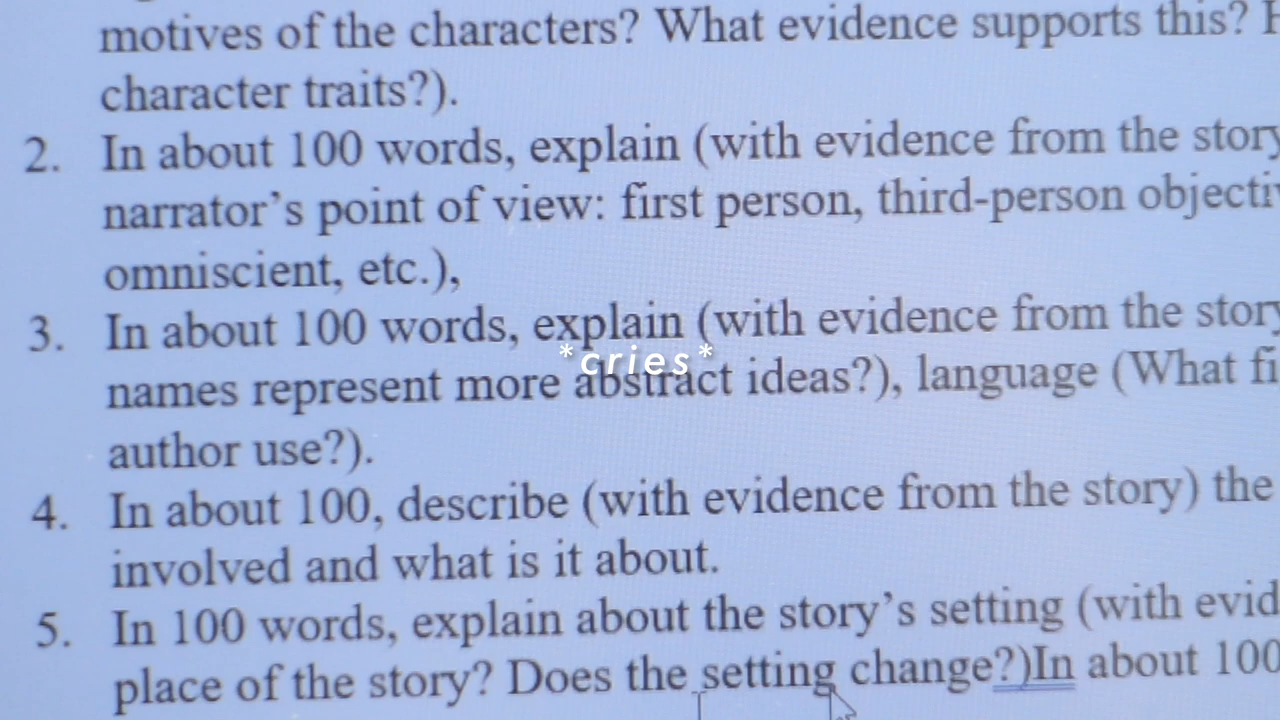 motives of the characters? What evidence supports this?
character traits?).
2. In about 100 words, explain (with evidence from the story
narrator's point of view: first person, third-person objecti
omniscient, etc.),
3. In about 100 words, explain (with evidence from the story
*cries*
names represent more abstract ideas?), language (What fi
author use?).
4. In about 100, describe (with evidence from the story) the
involved and what is it about.
5. In 100 words, explain about the story's setting (with evid
place of the story? Does the setting change?)In about 100